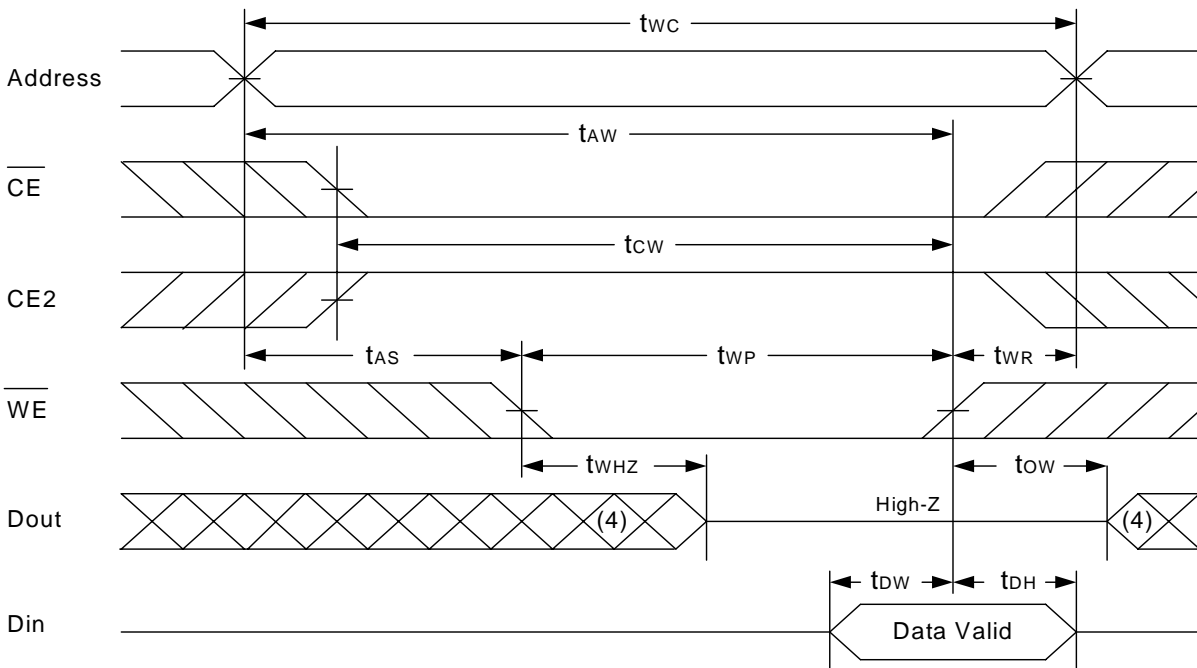 tWC
Address
tAW
CE
tCW
CE2
tAS tWP tWR
WE
tWHZ tOW
Dout (4) High-Z (4)
tDW tDH
Din Data Valid